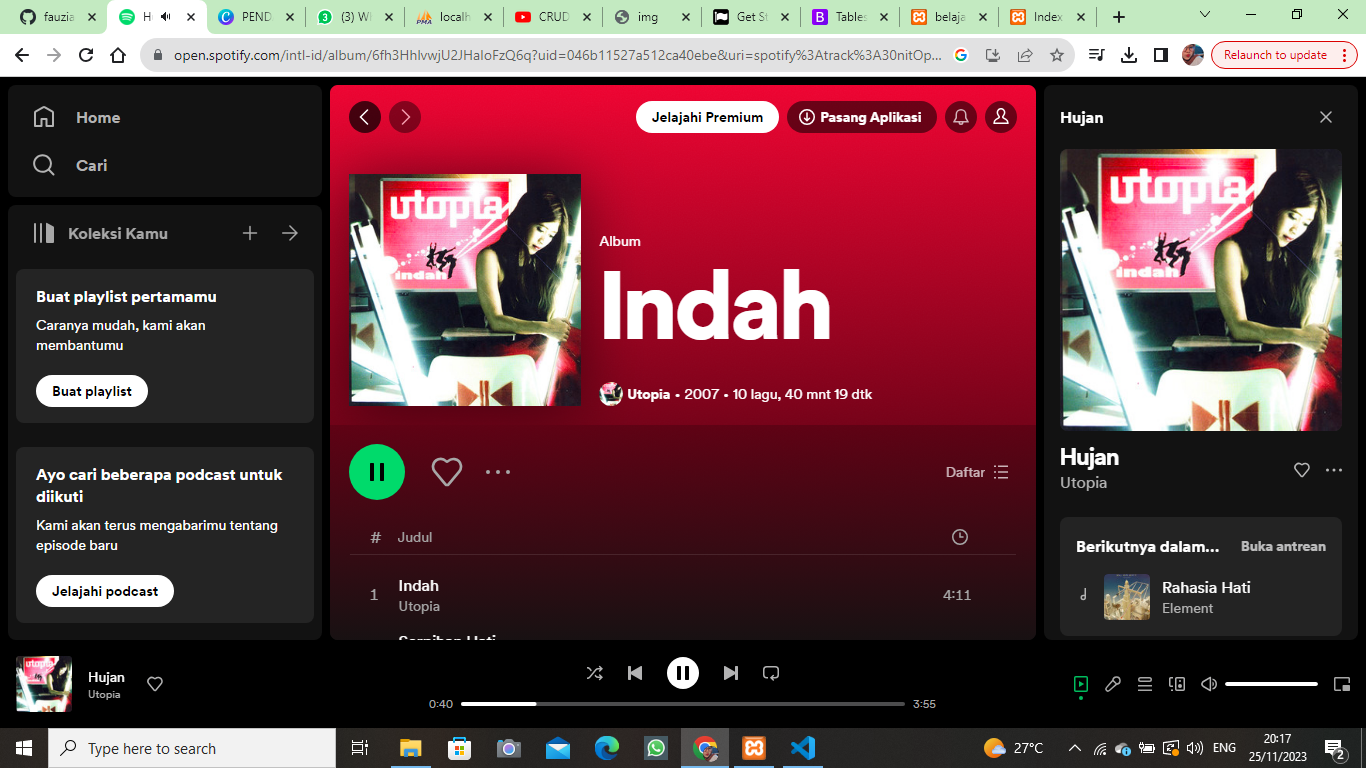 fauzia
H
PEND
(3) W
localh
CRUD
img
Get St
Tables
belaja
Index
open.spotify.com/intl-id/album/6fh3HhlvwjU2JHaloFzQ6q?uid=046b11527a512ca40ebe&uri=spotify%3Atrack%3A30nitOp...
Relaunch to update
Home
Cari
Koleksi Kamu
Buat playlist pertamamu
Caranya mudah, kami akan
membantumu
Buat playlist
Ayo cari beberapa podcast untuk
diikuti
Kami akan terus mengabarimu tentang
episode baru
Jelajahi podcast
Jelajahi Premium
Pasang Aplikasi
utopia
indah
Album
Indah
Utopia • 2007 • 10 lagu, 40 mnt 19 dtk
Daftar
# Judul
1 Indah 4:11
Utopia
Serpihan Hati
Hujan
utopia
indah
Hujan
Utopia
Berikutnya dalam... Buka antrean
Rahasia Hati
Element
Hujan
Utopia
0:40
3:55
Type here to search
27°C
ENG
20:17
25/11/2023
2